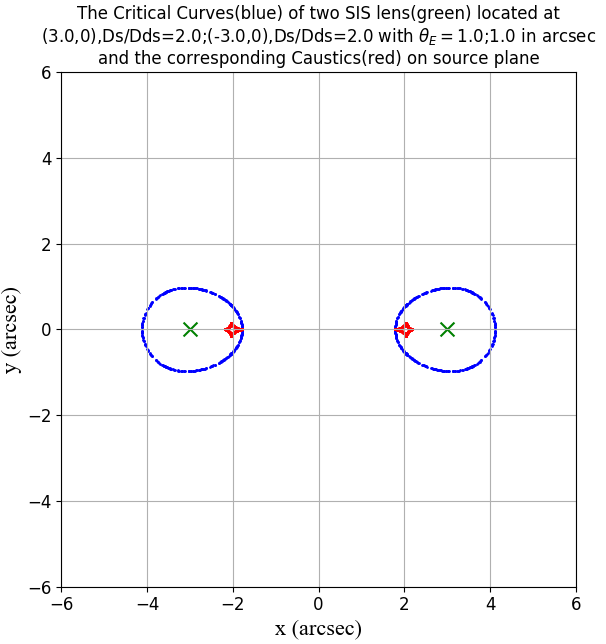 The Critical Curves(blue) of two SIS lens(green) located at
(3.0,0),Ds/Dds=2.0;(-3.0,0),Ds/Dds=2.0 with θ_E = 1.0;1.0 in arcsec
and the corresponding Caustics(red) on source plane
6
4
2
0
−2
−4
−6
y (arcsec)
−6 −4 −2 0 2 4 6
x (arcsec)